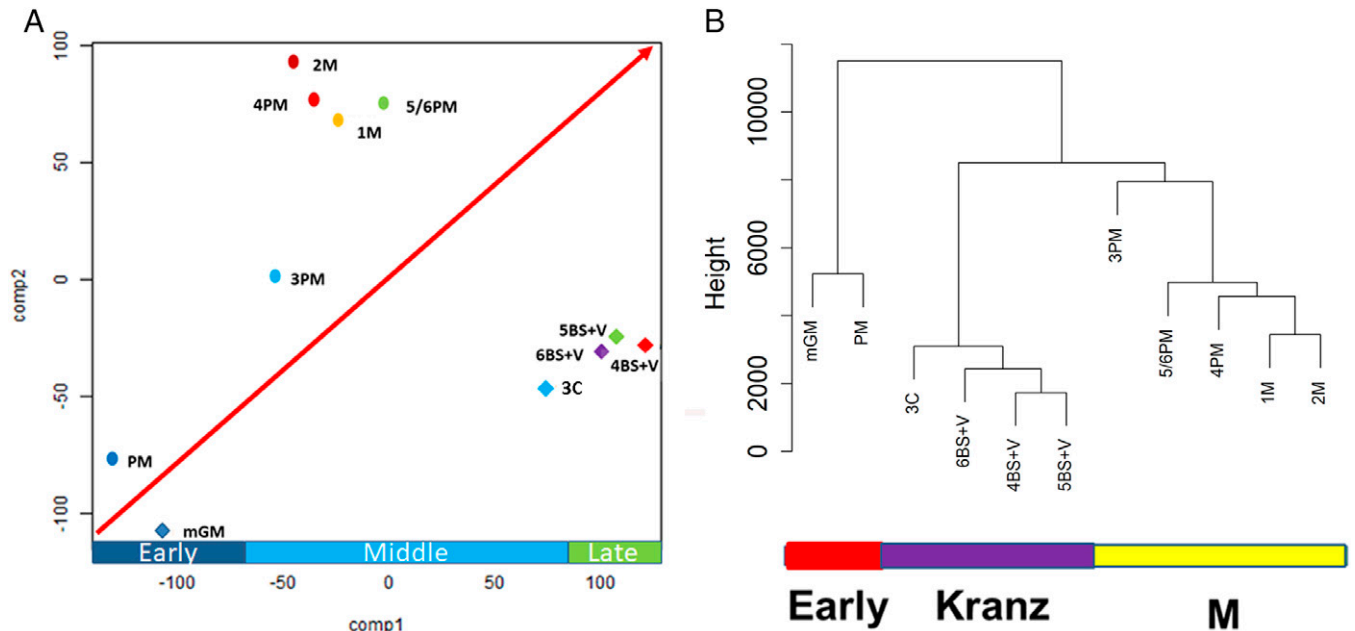 A
100
50
0
-50
-100
comp2
2M
4PM
1M
5/6PM
3PM
5BS+V
6BS+V
4BS+V
3C
PM
mGM
Early Middle Late
-100 -50 0 50 100
comp1
B
Height
10000
6000
2000
0
mGM
PM
3C
6BS+V
4BS+V
5BS+V
3PM
5/6PM
4PM
1M
2M
Early Kranz M